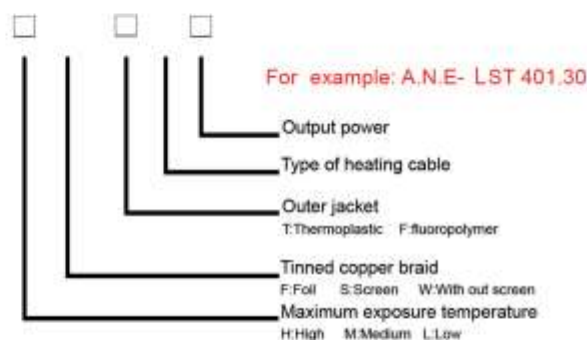 For example: A.N.E- LST 401.30
Output power
Type of heating cable
Outer jacket
T:Thermoplastic F:fluoropolymer
Tinned copper braid
F:Foil S:Screen W:With out screen
Maximum exposure temperature
H:High M:Medium L:Low